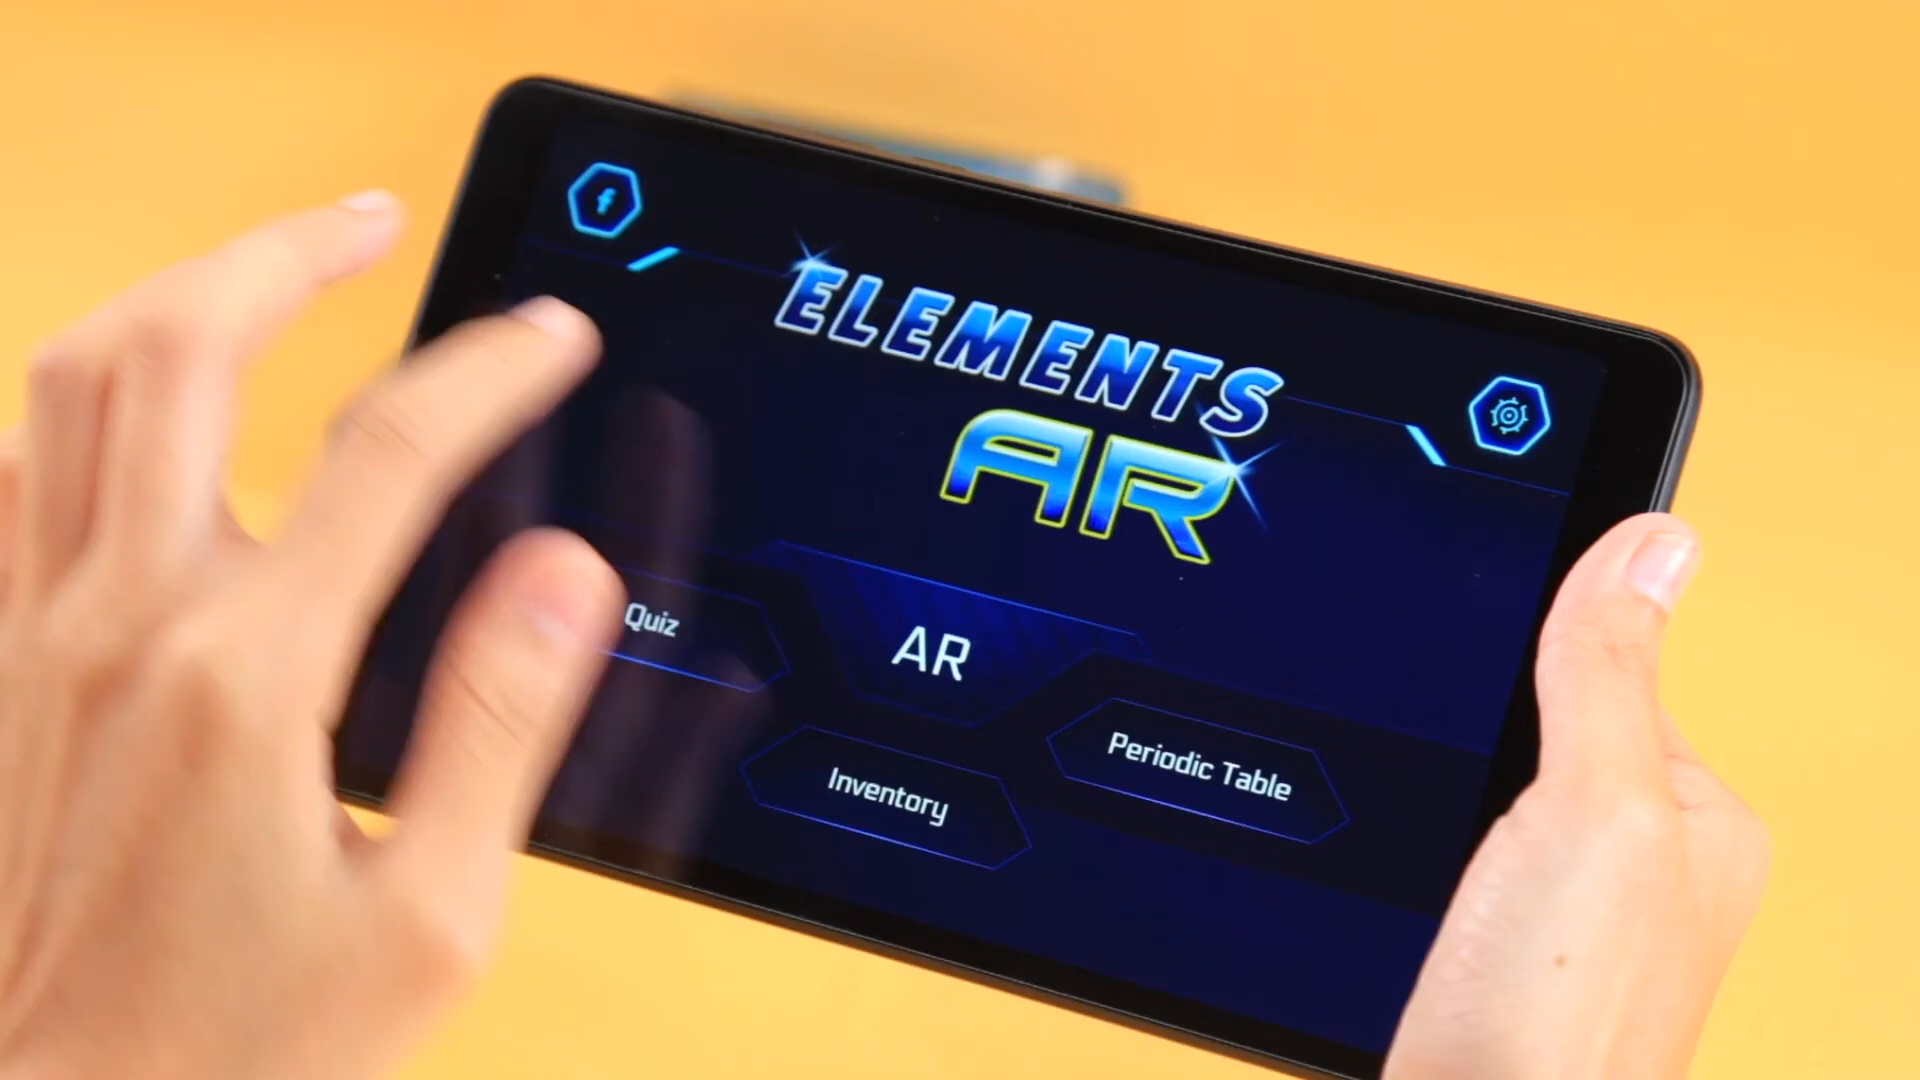 f
ELEMENTS
AR
Quiz
AR
Periodic Table
Inventory